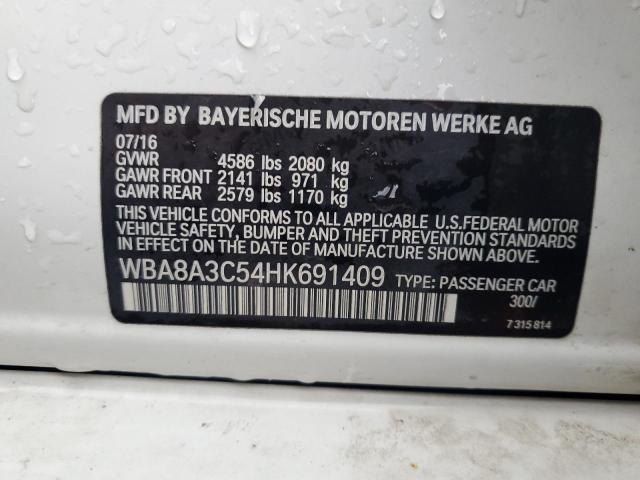 MFD BY BAYERISCHE MOTOREN WERKE AG
07/16
GVWR 4586 lbs 2080 kg
GAWR FRONT 2141 lbs 971 kg
GAWR REAR 2579 lbs 1170 kg
THIS VEHICLE CONFORMS TO ALL APPLICABLE U.S.FEDERAL MOTOR
VEHICLE SAFETY, BUMPER AND THEFT PREVENTION STANDARDS
IN EFFECT ON THE DATE OF MANUFACTURE SHOWN ABOVE.
WBA8A3C54HK691409 TYPE: PASSENGER CAR
300/
7 315 814